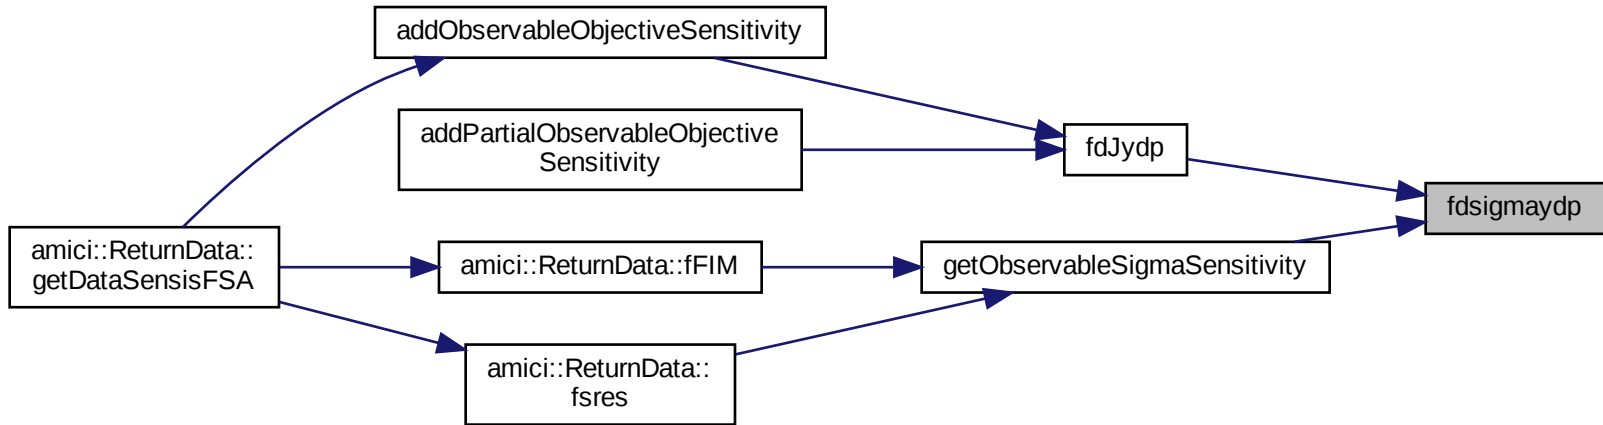 addObservableObjectiveSensitivity
addPartialObservableObjective
Sensitivity
fdJydp
fdsigmaydp
amici::ReturnData::
getDataSensisFSA
amici::ReturnData::fFIM
getObservableSigmaSensitivity
amici::ReturnData::
fsres